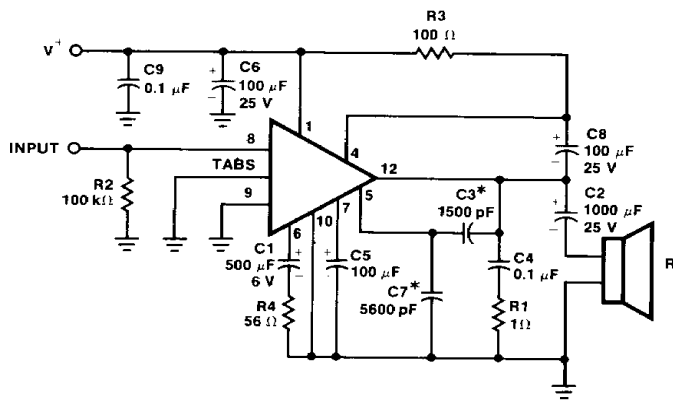 R3
100 Ω
V+
C9
0.1 µF
+
C6
100 µF
25 V
−
1
4
+
C8
100 µF
25 V
−
INPUT
8
TABS
12
R2
100 kΩ
9
5
C3*
1500 pF
+
C2
1000 µF
25 V
−
6
10
7
C1
500 µF
6 V
+
−
+
−
C5
100 µF
C7*
5600 pF
C4
0.1 µF
R4
56 Ω
R1
1Ω
R